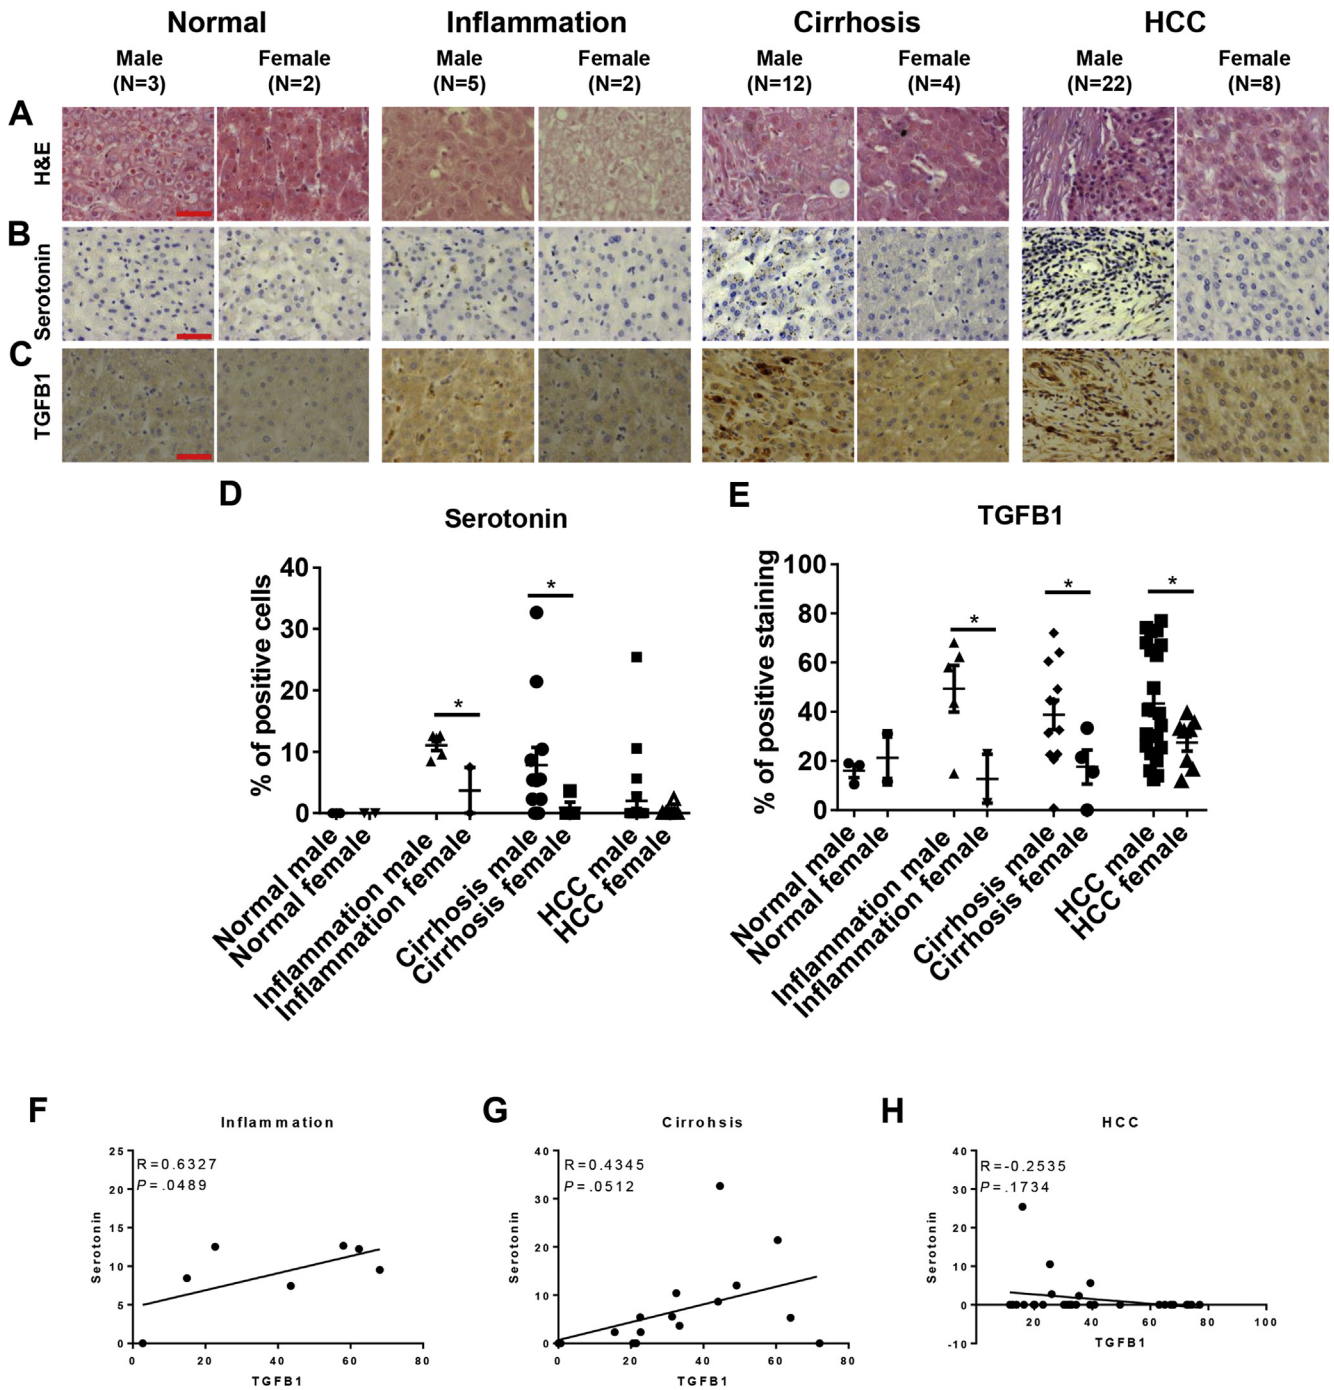 Normal Inflammation Cirrhosis HCC
Male Female Male Female Male Female Male Female
(N=3) (N=2) (N=5) (N=2) (N=12) (N=4) (N=22) (N=8)
A
H&E
B
Serotonin
C
TGFB1
D
Serotonin
% of positive cells
40
30
20
10
0
Normal male
Normal female
Inflammation male
Inflammation female
Cirrhosis male
Cirrhosis female
HCC male
HCC female
*
*
E
TGFB1
% of positive staining
100
80
60
40
20
0
Normal male
Normal female
Inflammation male
Inflammation female
Cirrhosis male
Cirrhosis female
HCC male
HCC female
*
*
*
F
Inflammation
R=0.6327
P=.0489
Serotonin
25
20
15
10
5
0
0 20 40 60 80
TGFB1
G
Cirrohsis
R=0.4345
P=.0512
Serotonin
40
30
20
10
0
0 20 40 60 80
TGFB1
H
HCC
R=-0.2535
P=.1734
Serotonin
40
30
20
10
0
-10
20 40 60 80 100
TGFB1